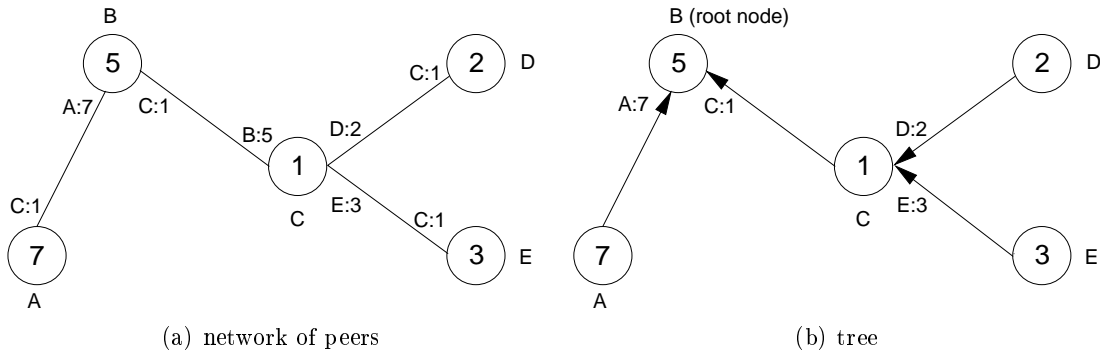 B
5
A:7
C:1
C:1
7
A
B:5
1
C
D:2
E:3
C:1
2
D
C:1
3
E
(a) network of peers
B (root node)
5
A:7
C:1
7
A
1
C
D:2
E:3
2
D
3
E
(b) tree